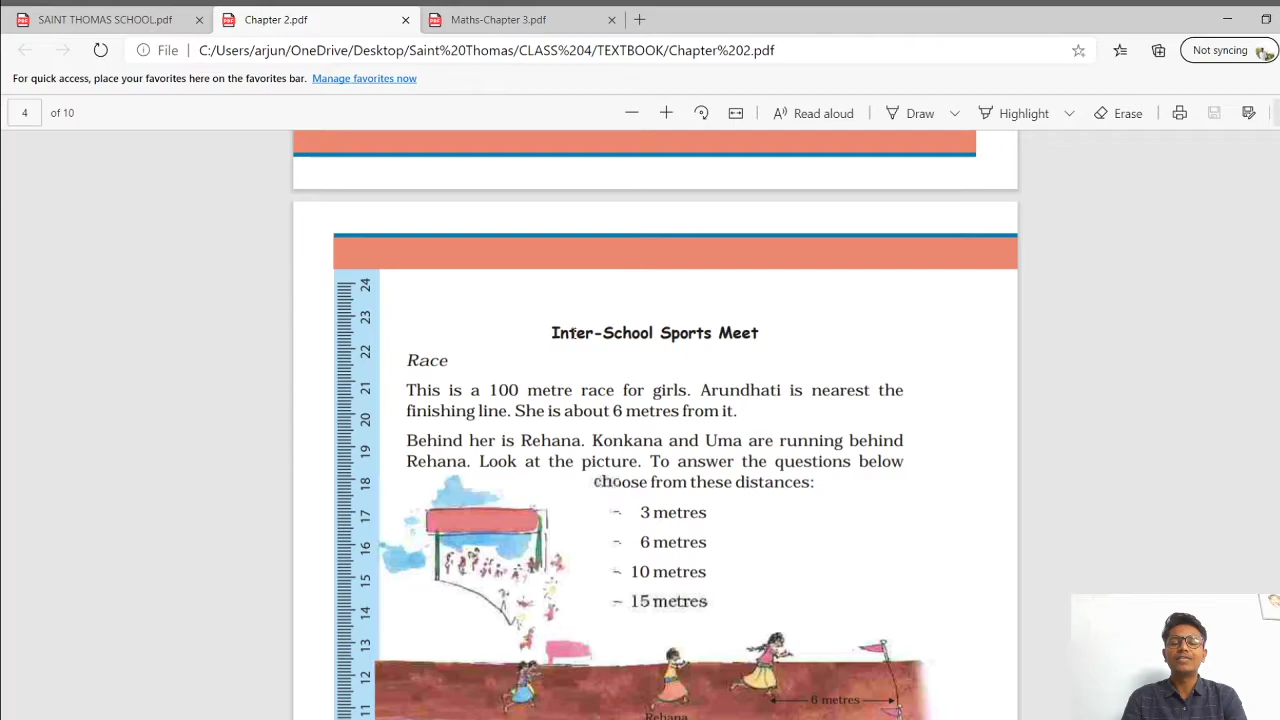 SAINT THOMAS SCHOOL.pdf
Chapter 2.pdf
Maths-Chapter 3.pdf
File
C:/Users/arjun/OneDrive/Desktop/Saint%20Thomas/CLASS%204/TEXTBOOK/Chapter%202.pdf
Not syncing
For quick access, place your favorites here on the favorites bar. Manage favorites now
4 of 10
Read aloud
Draw
Highlight
Erase
Inter-School Sports Meet
Race
This is a 100 metre race for girls. Arundhati is nearest the
finishing line. She is about 6 metres from it.
Behind her is Rehana. Konkana and Uma are running behind
Rehana. Look at the picture. To answer the questions below
choose from these distances:
- 3 metres
- 6 metres
- 10 metres
- 15 metres
6 metres
Rehana
24
23
22
21
20
19
18
17
16
15
14
13
12
11